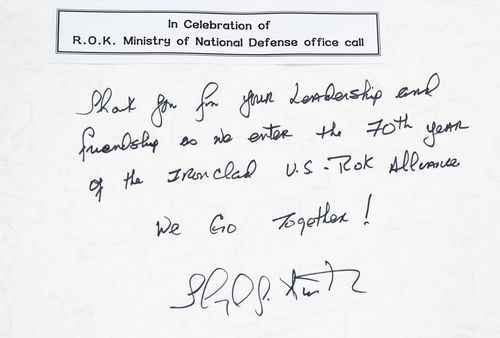 In Celebration of
R.O.K. Ministry of National Defense office call
Thank you for your Leadership and
friendship as we enter the 70th year
of the Ironclad U.S-ROK Alliance
We Go Together!